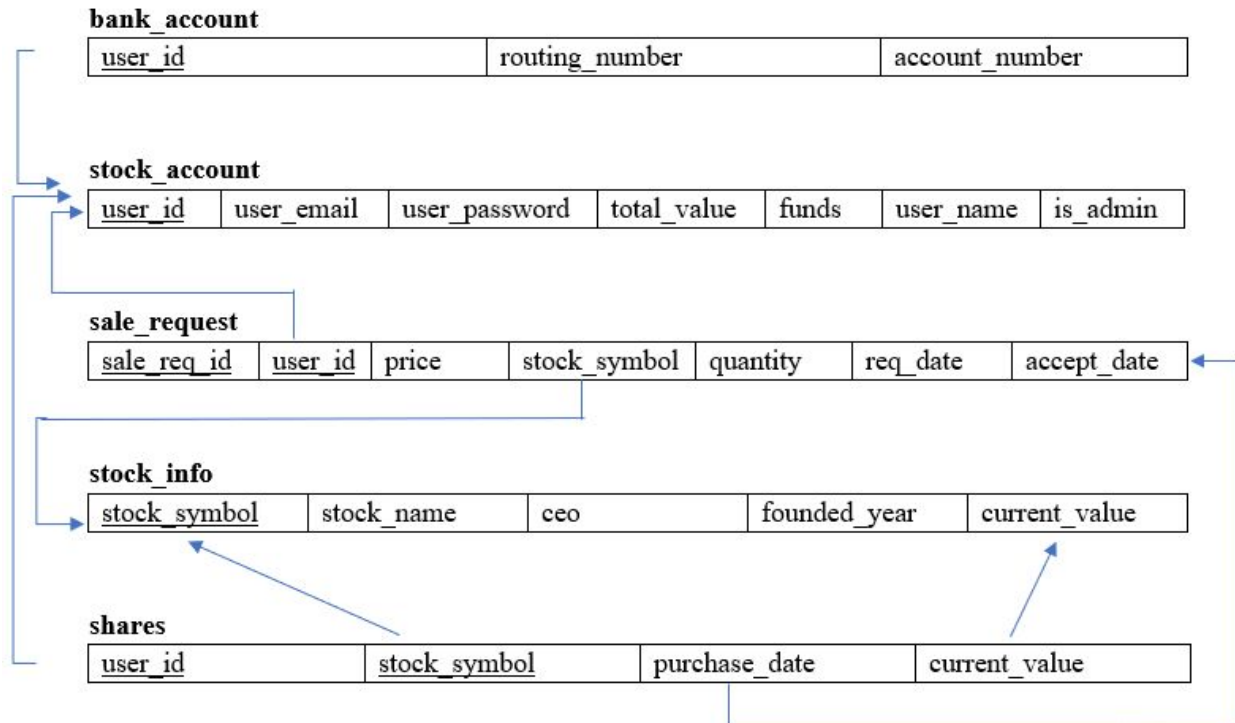 bank_account
user_id routing_number account_number
stock_account
user_id user_email user_password total_value funds user_name is_admin
sale_request
sale_req_id user_id price stock_symbol quantity req_date accept_date
stock_info
stock_symbol stock_name ceo founded_year current_value
shares
user_id stock_symbol purchase_date current_value